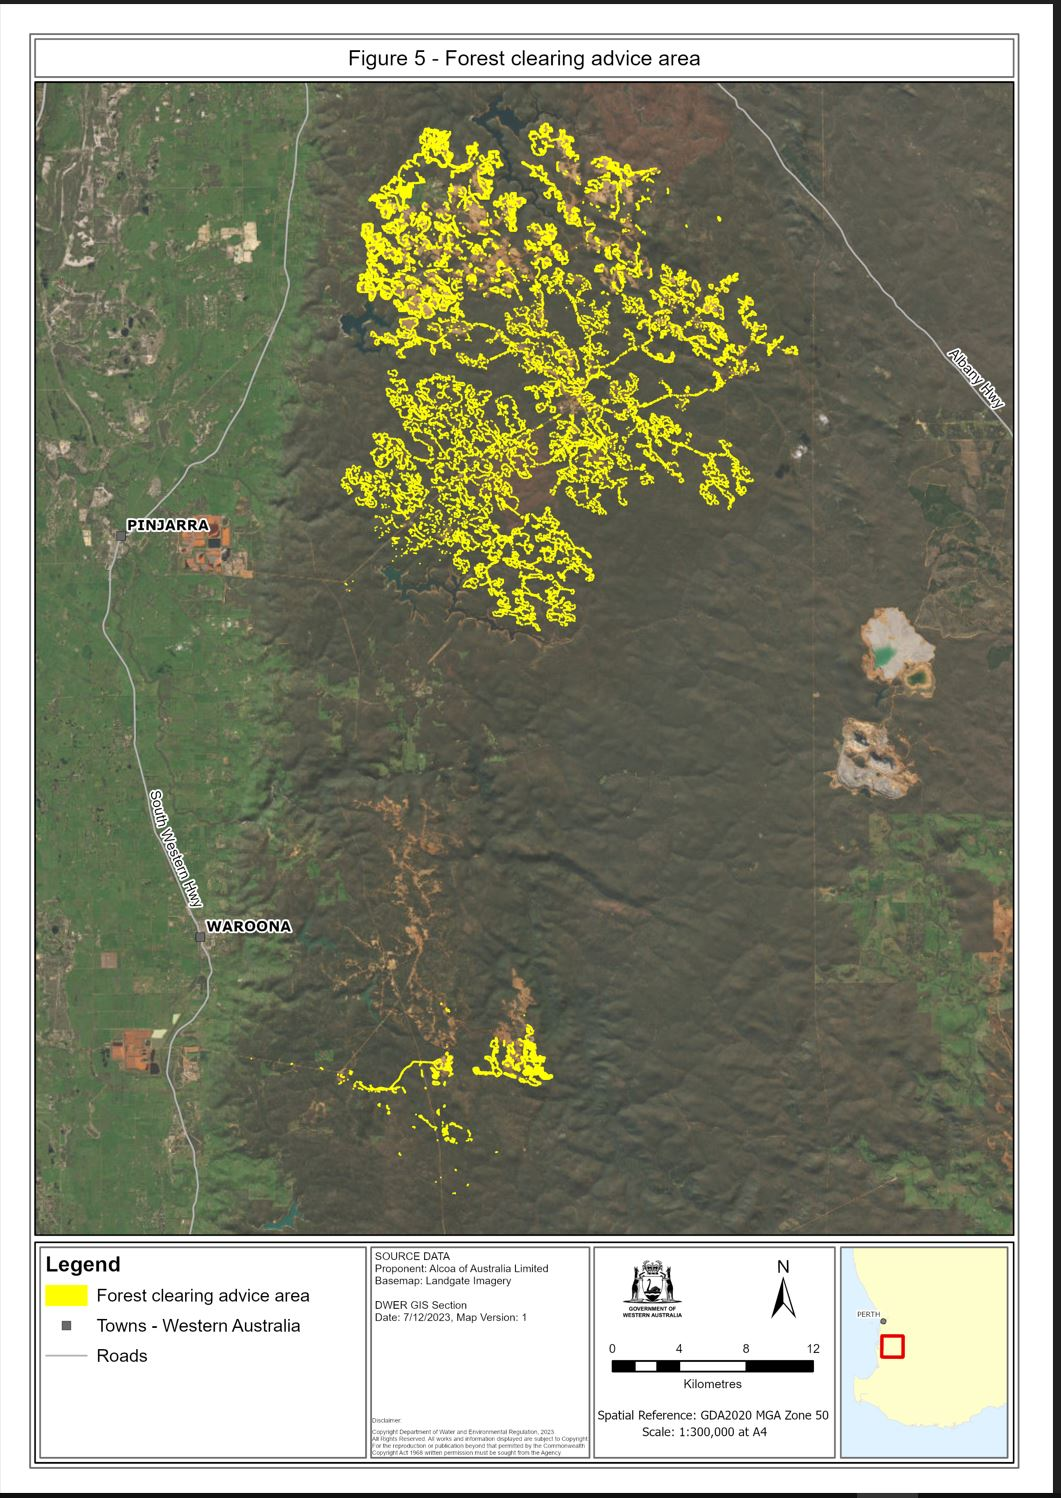 Figure 5 - Forest clearing advice area
Albany Hwy
PINJARRA
South Western Hwy
WAROONA
Legend
Forest clearing advice area
Towns - Western Australia
Roads
SOURCE DATA
Proponent: Alcoa of Australia Limited
Basemap: Landgate Imagery
DWER GIS Section
Date: 7/12/2023, Map Version: 1
Disclaimer:
Copyright Department of Water and Environmental Regulation, 2023.
All Rights Reserved. All works and information displayed are subject to Copyright.
For the reproduction or publication beyond that permitted by the Commonwealth
Copyright Act 1968 written permission must be sought from the Agency.
GOVERNMENT OF
WESTERN AUSTRALIA
N
0 4 8 12
Kilometres
Spatial Reference: GDA2020 MGA Zone 50
Scale: 1:300,000 at A4
PERTH